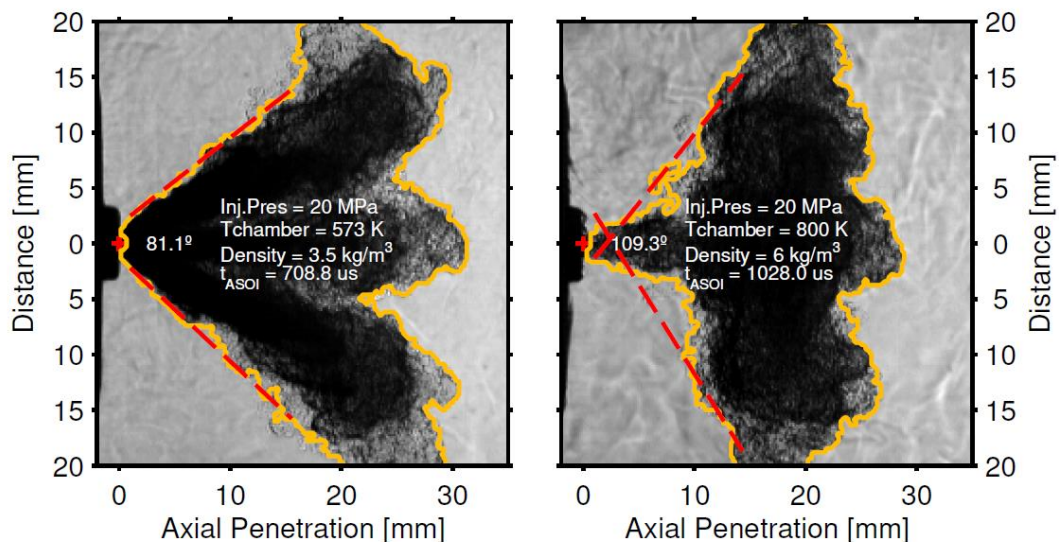 20
15
10
5
0
5
10
15
20
Distance [mm]
81.1º
Inj.Pres = 20 MPa
Tchamber = 573 K
Density = 3.5 kg/m³
t_ASOI = 708.8 us
0
10
20
30
Axial Penetration [mm]
109.3º
Inj.Pres = 20 MPa
Tchamber = 800 K
Density = 6 kg/m³
t_ASOI = 1028.0 us
20
15
10
5
0
5
10
15
20
Distance [mm]
0
10
20
30
Axial Penetration [mm]